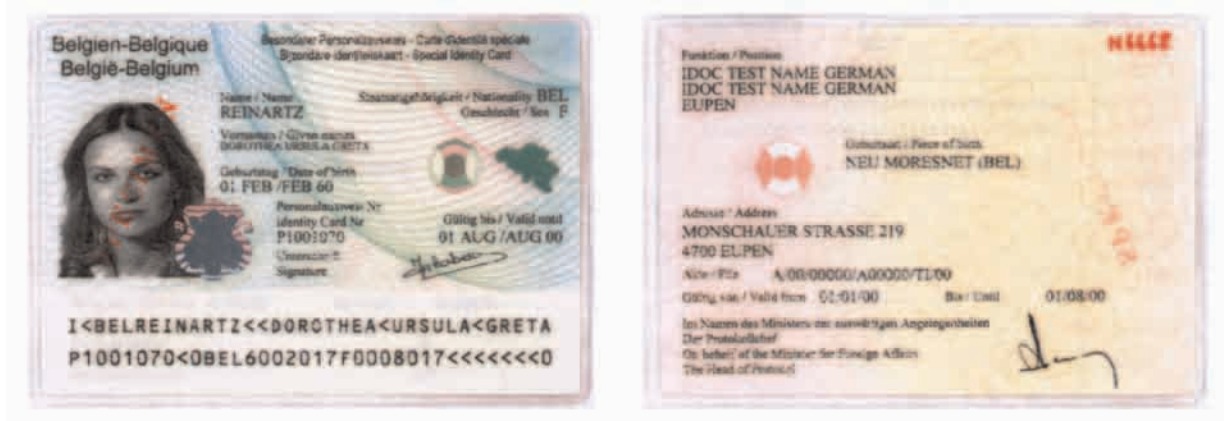 Belgien-Belgique
België-Belgium
Besonderer Personalausweis - Carte d'identité spéciale
Bijzondere identiteitskaart - Special Identity Card
Name / Name
REINARTZ
Staatsangehörigkeit / Nationality BEL
Geschlecht / Sex F
Vornamen / Given names
DOROTHEA URSULA GRETA
Geburtstag / Date of birth
01 FEB /FEB 60
Personalausweis Nr
Identity Card Nr
P1001070
Gültig bis / Valid until
01 AUG /AUG 00
Signature
I<BELREINARTZ<<DOROTHEA<URSULA<GRETA
P1001070<0BEL6002017F0008017<<<<<<<0
Funktion / Position
IDOC TEST NAME GERMAN
IDOC TEST NAME GERMAN
EUPEN
Geburtsort / Place of birth
NEU MORESNET (BEL)
Adresse / Address
MONSCHAUER STRASSE 219
4700 EUPEN
Akte / File A/00/00000/A00000/TI/00
Gültig von / Valid from 01/01/00 Bis / Until 01/08/00
Im Namen des Ministers der auswärtigen Angelegenheiten
Der Protokollchef
On behalf of the Minister for Foreign Affairs
The Head of Protocol